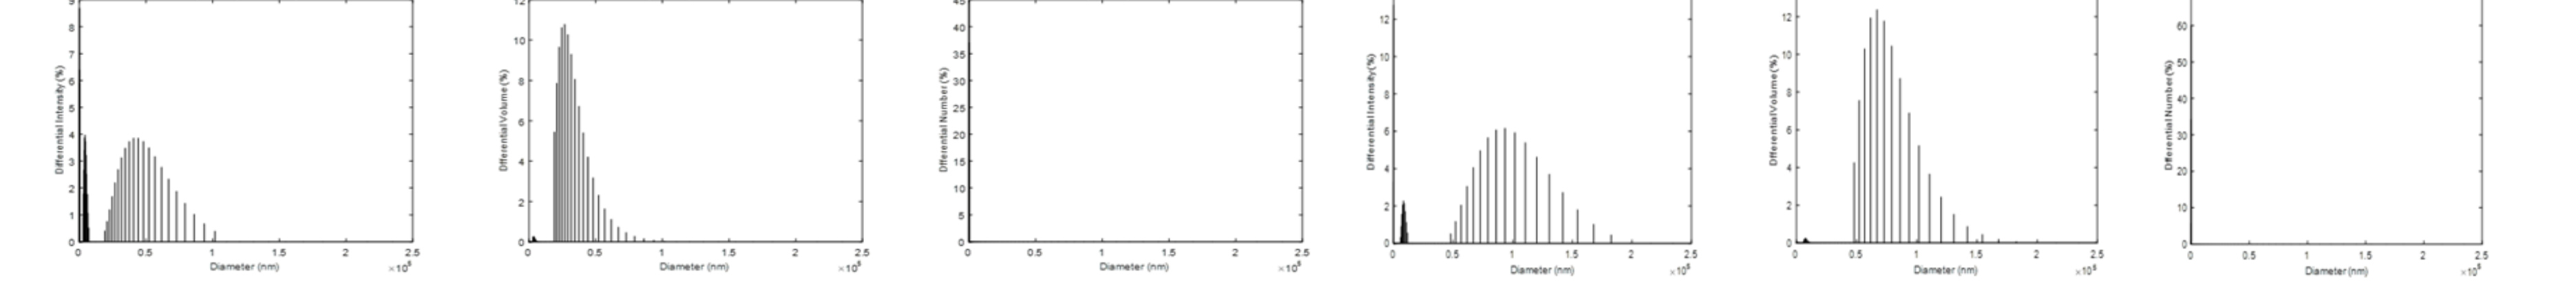 Differential Intensity (%)
9
8
7
6
5
4
3
2
1
0
0 0.5 1 1.5 2 2.5
Diameter (nm) ×10⁵
Differential Volume (%)
12
10
8
6
4
2
0
0 0.5 1 1.5 2 2.5
Diameter (nm) ×10⁵
Differential Number (%)
45
40
35
30
25
20
15
10
5
0
0 0.5 1 1.5 2 2.5
Diameter (nm) ×10⁵
Differential Intensity (%)
12
10
8
6
4
2
0
0 0.5 1 1.5 2 2.5
Diameter (nm) ×10⁵
Differential Volume (%)
12
10
8
6
4
2
0
0 0.5 1 1.5 2 2.5
Diameter (nm) ×10⁵
Differential Number (%)
60
50
40
30
20
10
0
0 0.5 1 1.5 2 2.5
Diameter (nm) ×10⁵